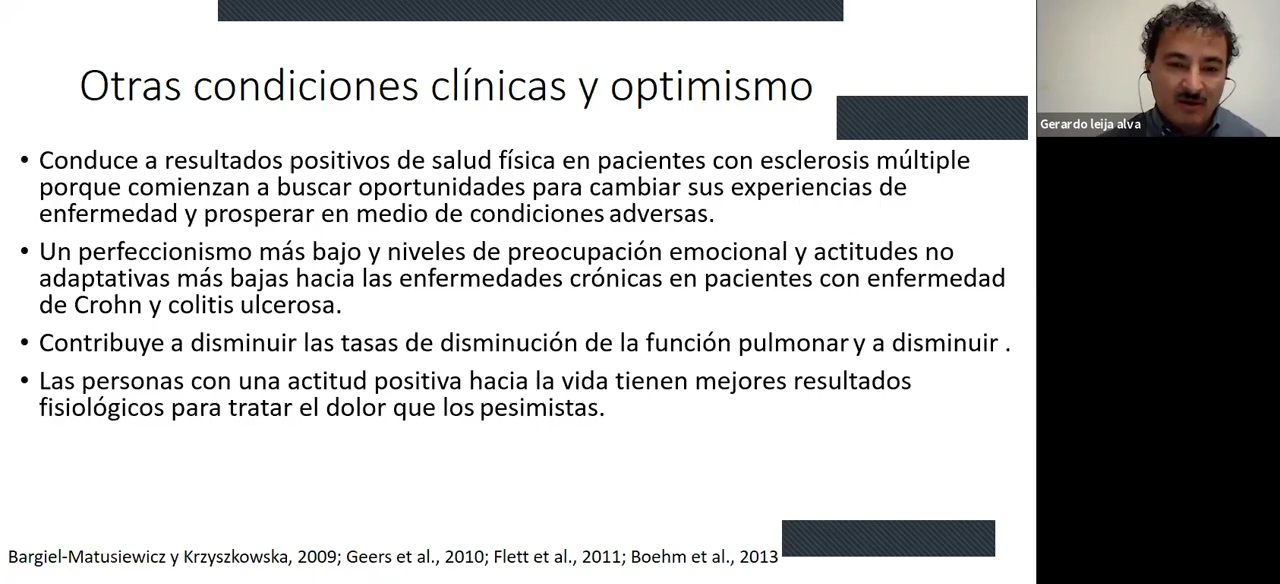 Otras condiciones clínicas y optimismo
Gerardo leija alva
• Conduce a resultados positivos de salud física en pacientes con esclerosis múltiple
porque comienzan a buscar oportunidades para cambiar sus experiencias de
enfermedad y prosperar en medio de condiciones adversas.
• Un perfeccionismo más bajo y niveles de preocupación emocional y actitudes no
adaptativas más bajas hacia las enfermedades crónicas en pacientes con enfermedad
de Crohn y colitis ulcerosa.
• Contribuye a disminuir las tasas de disminución de la función pulmonar y a disminuir .
• Las personas con una actitud positiva hacia la vida tienen mejores resultados
fisiológicos para tratar el dolor que los pesimistas.
Bargiel-Matusiewicz y Krzyszkowska, 2009; Geers et al., 2010; Flett et al., 2011; Boehm et al., 2013